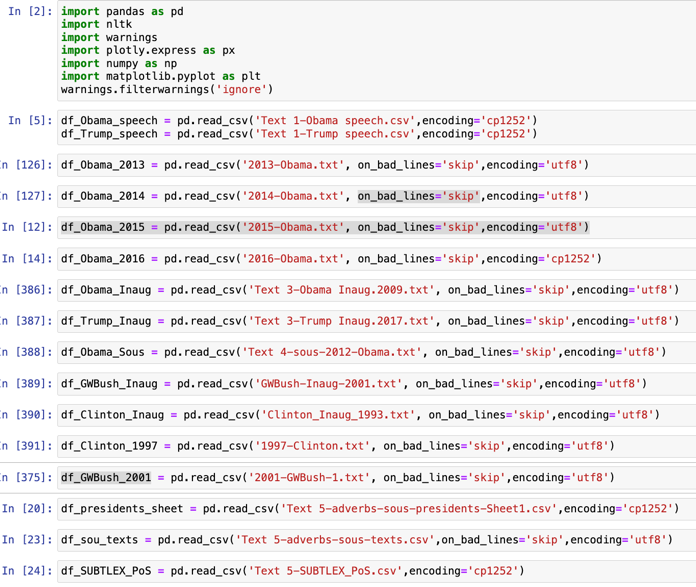 In [2]: import pandas as pd
import nltk
import warnings
import plotly.express as px
import numpy as np
import matplotlib.pyplot as plt
warnings.filterwarnings('ignore')
In [5]: df_Obama_speech = pd.read_csv('Text 1-Obama speech.csv',encoding='cp1252')
df_Trump_speech = pd.read_csv('Text 1-Trump speech.csv',encoding='cp1252')
In [126]: df_Obama_2013 = pd.read_csv('2013-Obama.txt', on_bad_lines='skip',encoding='utf8')
In [127]: df_Obama_2014 = pd.read_csv('2014-Obama.txt', on_bad_lines='skip',encoding='utf8')
In [12]: df_Obama_2015 = pd.read_csv('2015-Obama.txt', on_bad_lines='skip',encoding='utf8')
In [14]: df_Obama_2016 = pd.read_csv('2016-Obama.txt', on_bad_lines='skip',encoding='cp1252')
In [386]: df_Obama_Inaug = pd.read_csv('Text 3-Obama Inaug.2009.txt', on_bad_lines='skip',encoding='utf8')
In [387]: df_Trump_Inaug = pd.read_csv('Text 3-Trump Inaug.2017.txt', on_bad_lines='skip',encoding='utf8')
In [388]: df_Obama_Sous = pd.read_csv('Text 4-sous-2012-Obama.txt', on_bad_lines='skip',encoding='utf8')
In [389]: df_GWBush_Inaug = pd.read_csv('GWBush-Inaug-2001.txt', on_bad_lines='skip',encoding='utf8')
In [390]: df_Clinton_Inaug = pd.read_csv('Clinton_Inaug_1993.txt', on_bad_lines='skip',encoding='utf8')
In [391]: df_Clinton_1997 = pd.read_csv('1997-Clinton.txt', on_bad_lines='skip',encoding='utf8')
In [375]: df_GWBush_2001 = pd.read_csv('2001-GWBush-1.txt', on_bad_lines='skip',encoding='utf8')
In [20]: df_presidents_sheet = pd.read_csv('Text 5-adverbs-sous-presidents-Sheet1.csv',encoding='cp1252')
In [23]: df_sou_texts = pd.read_csv('Text 5-adverbs-sous-texts.csv',on_bad_lines='skip',encoding='utf8')
In [24]: df_SUBTLEX_PoS = pd.read_csv('Text 5-SUBTLEX_PoS.csv',encoding='cp1252')